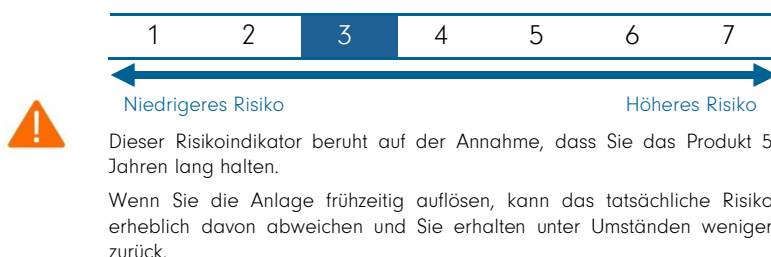 1 2 3 4 5 6 7
Niedrigeres Risiko Höheres Risiko
Dieser Risikoindikator beruht auf der Annahme, dass Sie das Produkt 5
Jahren lang halten.
Wenn Sie die Anlage frühzeitig auflösen, kann das tatsächliche Risiko
erheblich davon abweichen und Sie erhalten unter Umständen weniger
zurück.